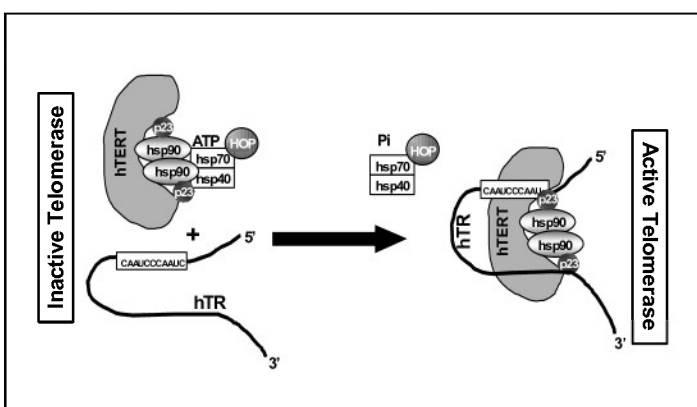 Inactive Telomerase
hTERT
p23
hsp90
hsp90
p23
ATP
HOP
hsp70
hsp40
+
CAAUCCCAAUC
5'
hTR
3'
Pi
HOP
hsp70
hsp40
5'
CAAUCCCAAU
p23
hTR
hTERT
hsp90
hsp90
p23
3'
Active Telomerase